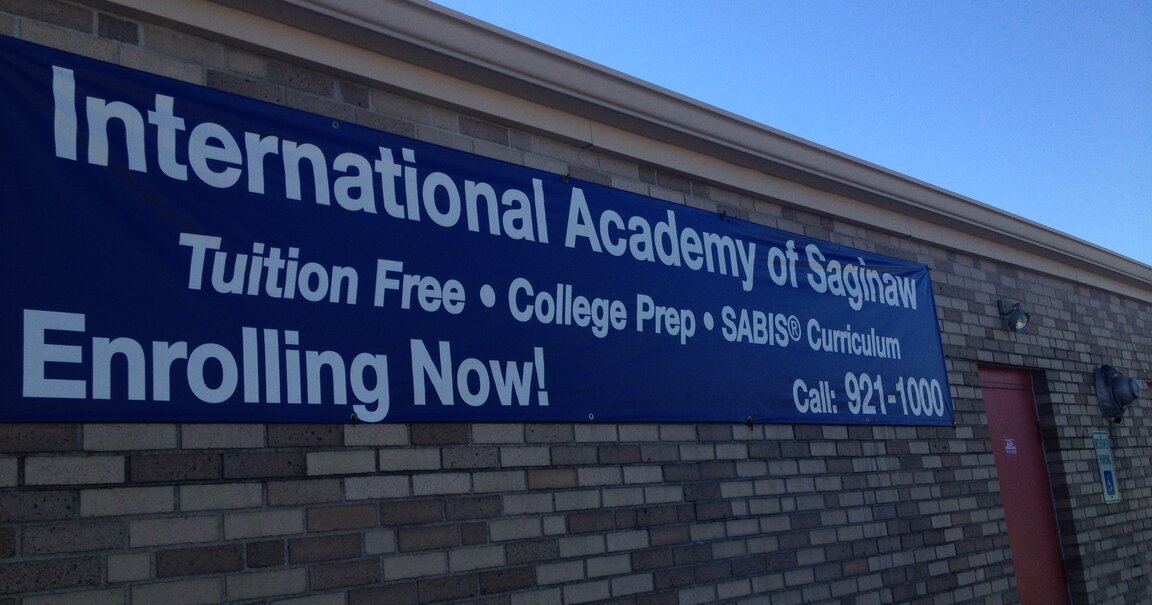 International Academy of Saginaw
Tuition Free • College Prep • SABIS® Curriculum
Enrolling Now!
Call: 921-1000